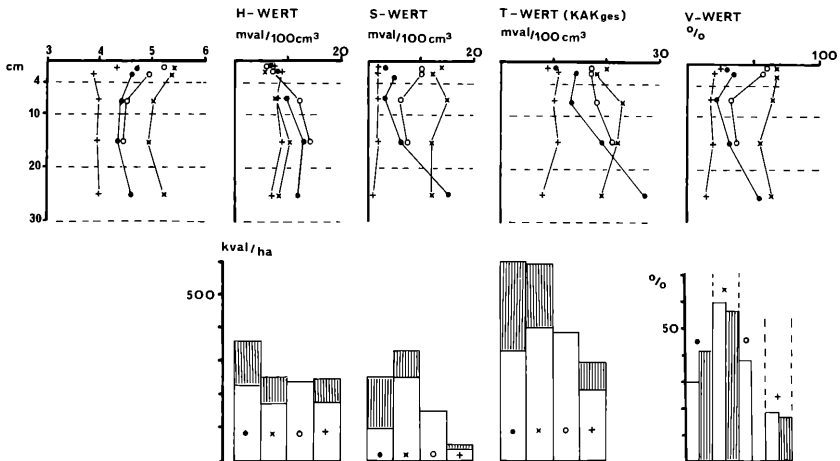 H-WERT S-WERT T-WERT (KAKges) V-WERT
3 4 5 6 mval/100cm³ 20 mval/100cm³ 20 mval/100cm³ 30 % 100
cm
4
10
20
30
kval/ha
500
%
50